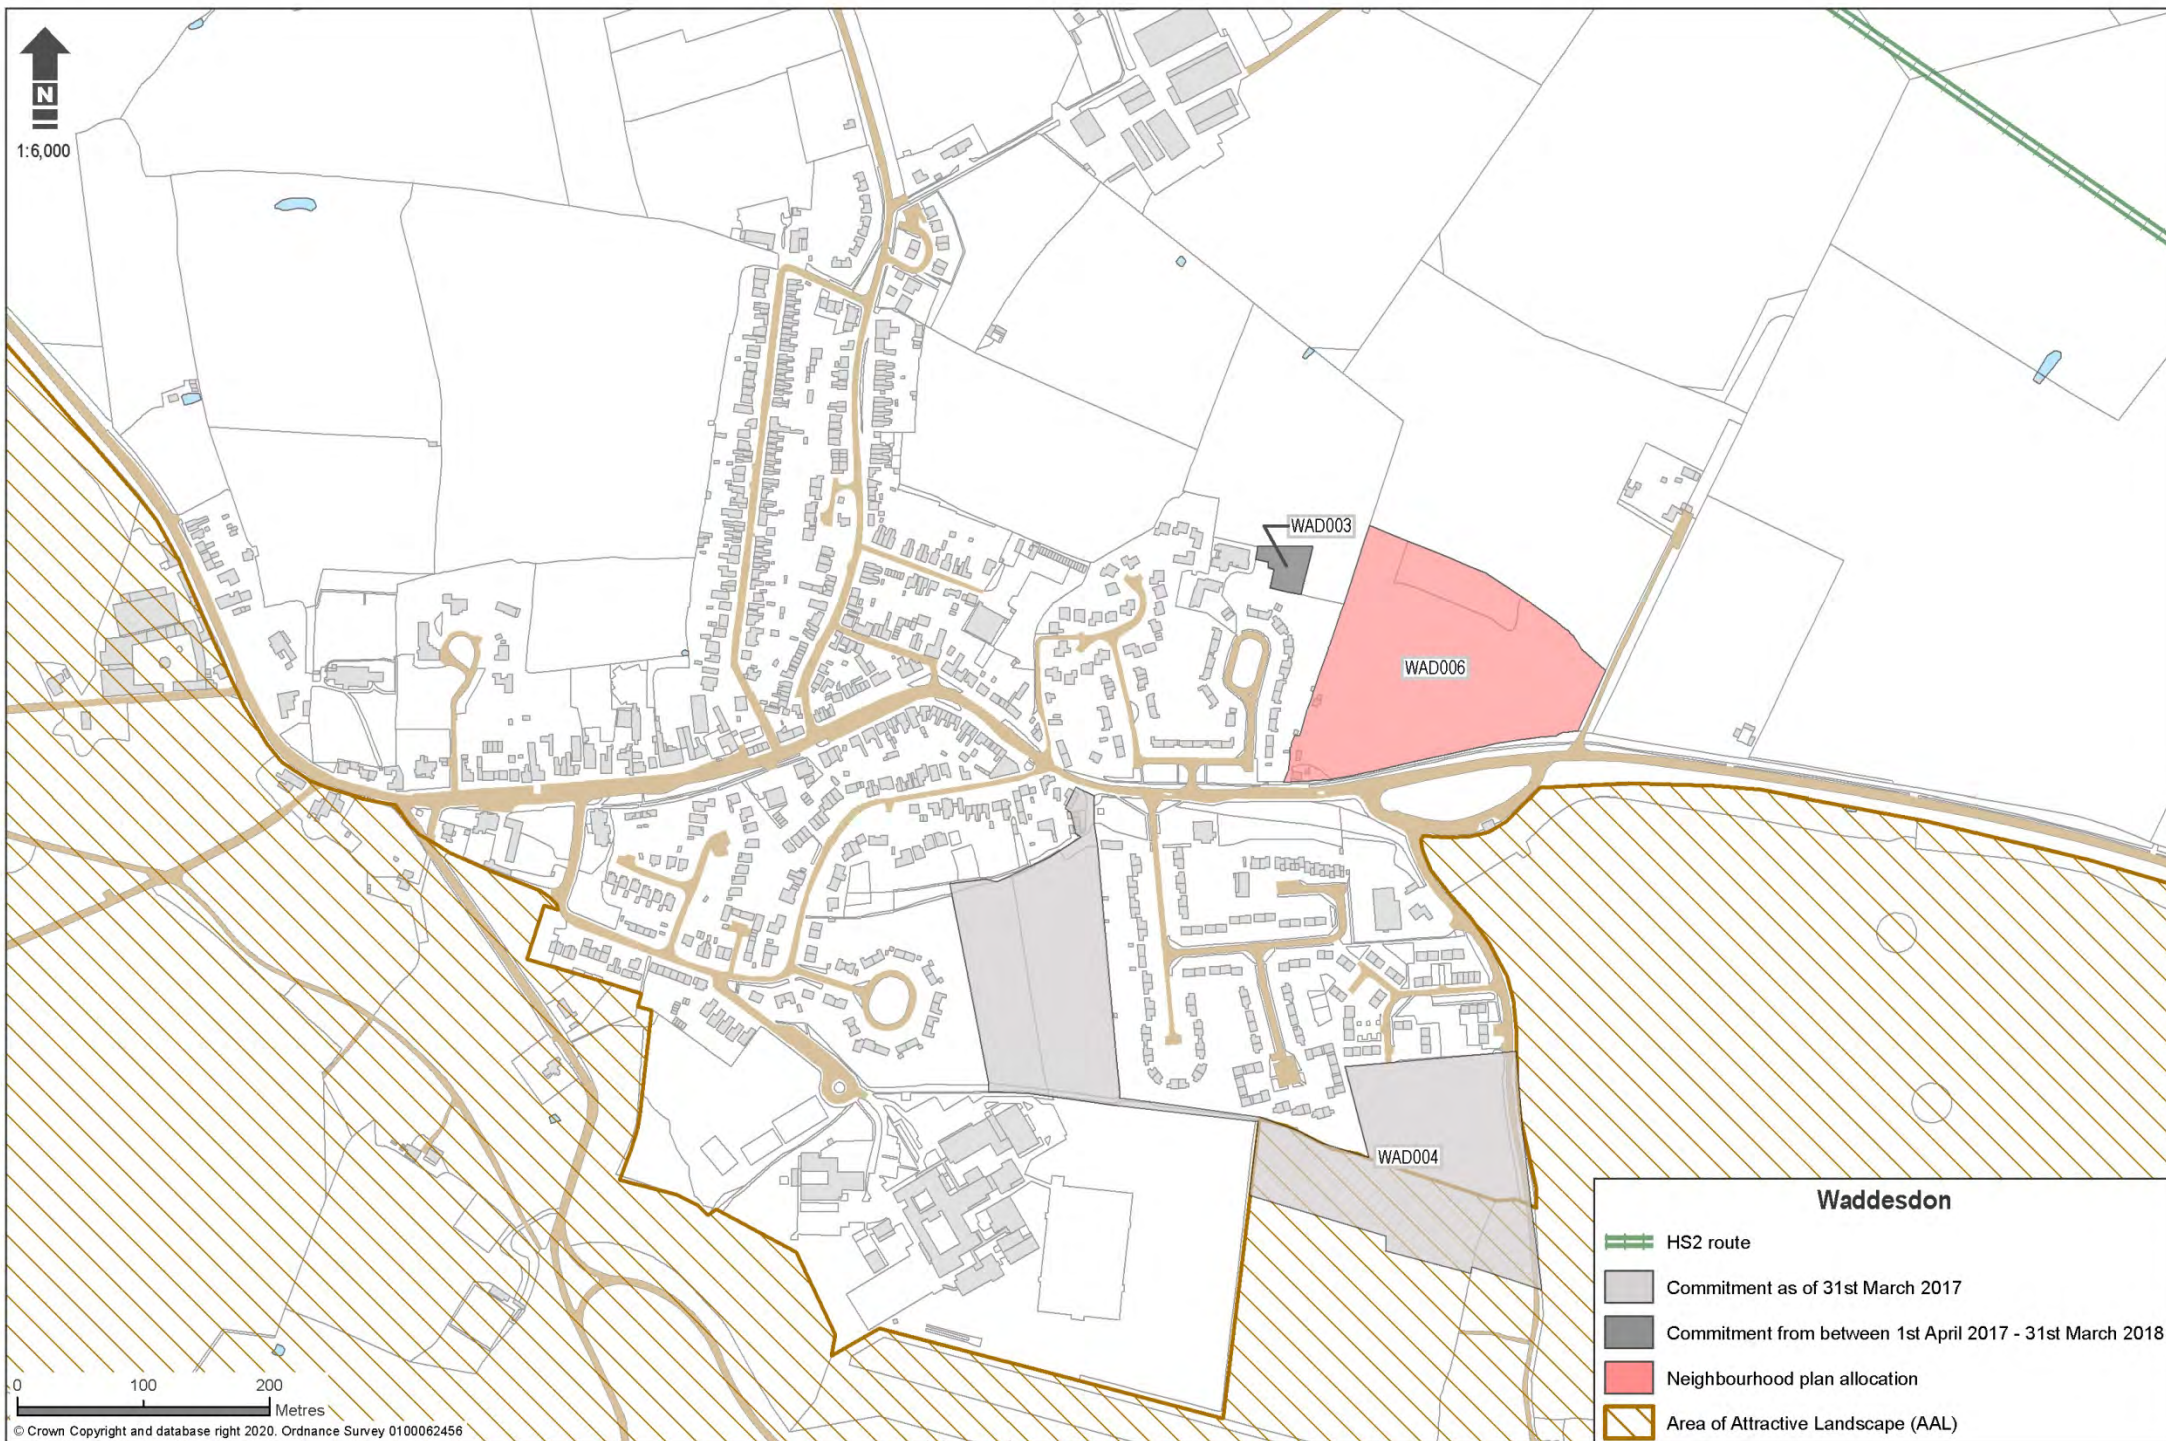 N
1:6,000
WAD003
WAD006
WAD004
Waddesdon
HS2 route
Commitment as of 31st March 2017
Commitment from between 1st April 2017 - 31st March 2018
Neighbourhood plan allocation
Area of Attractive Landscape (AAL)
0 100 200
Metres
© Crown Copyright and database right 2020. Ordnance Survey 0100062456